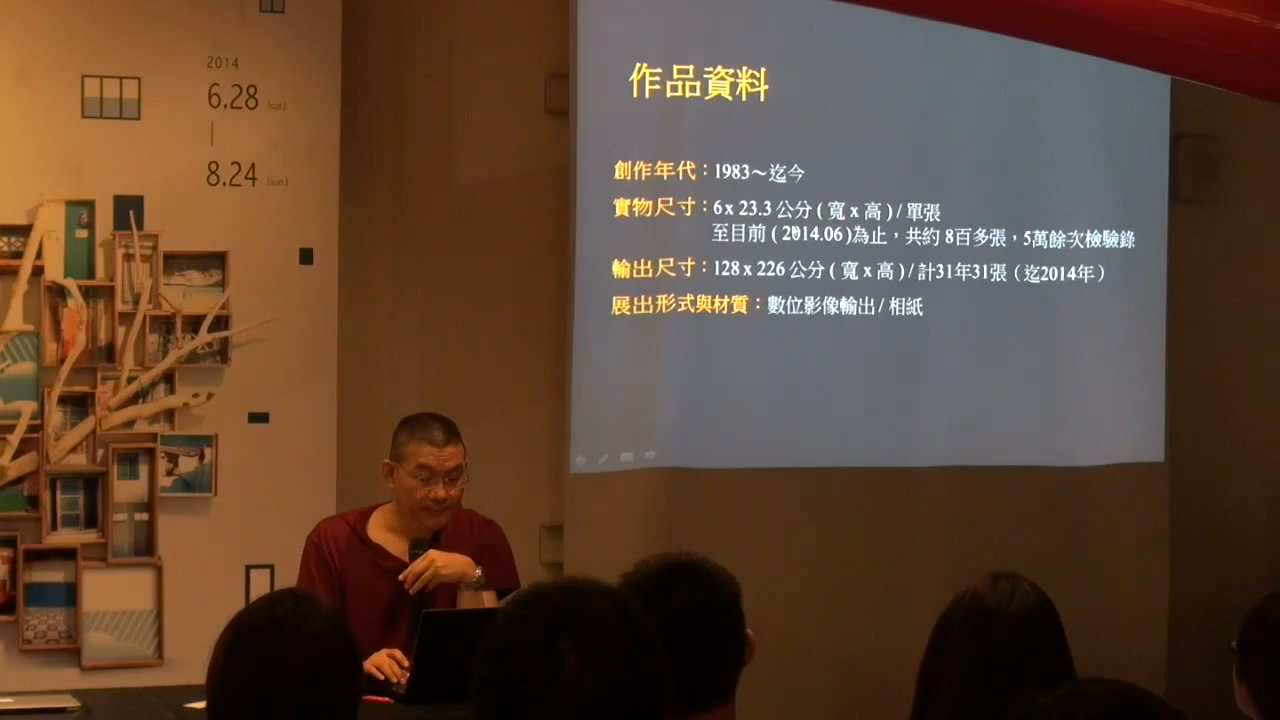 2014
6.28 [sat.]
8.24 [sun.]
作品資料
創作年代：1983～迄今
實物尺寸：6 x 23.3 公分 ( 寬 x 高 ) / 單張
至目前 ( 2014.06 )為止，共約 8百多張，5萬餘次檢驗錄
輸出尺寸：128 x 226 公分 ( 寬 x 高 ) / 計31年31張（迄2014年）
展出形式與材質：數位影像輸出 / 相紙